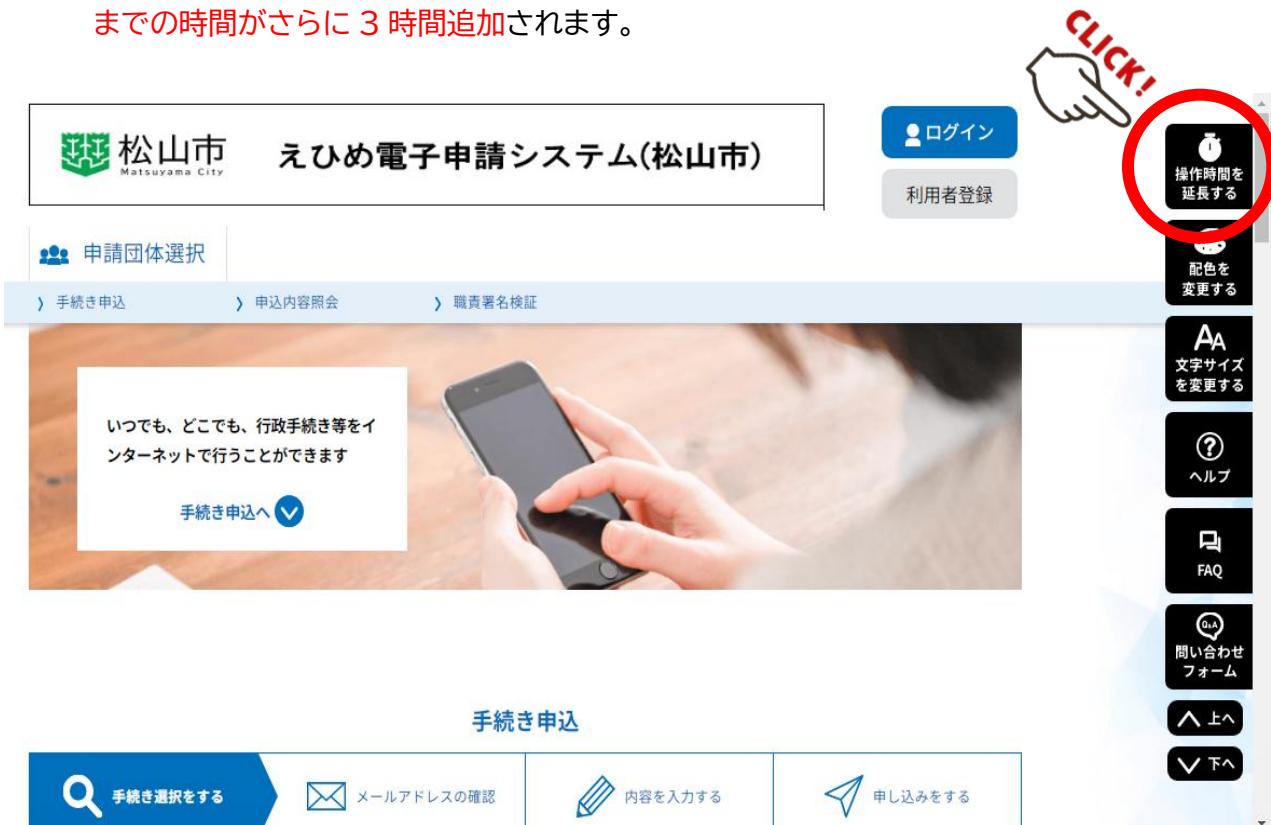 までの時間がさらに3時間追加されます。
CLICK!
松山市
Matsuyama City
えひめ電子申請システム(松山市)
ログイン
利用者登録
操作時間を
延長する
申請団体選択
配色を
変更する
手続き申込
申込内容照会
職責署名検証
AA
文字サイズ
を変更する
いつでも、どこでも、行政手続き等をイ
ンターネットで行うことができます
手続き申込へ
?
ヘルプ
FAQ
Q&A
問い合わせ
フォーム
手続き申込
上へ
下へ
手続き選択をする
メールアドレスの確認
内容を入力する
申し込みをする